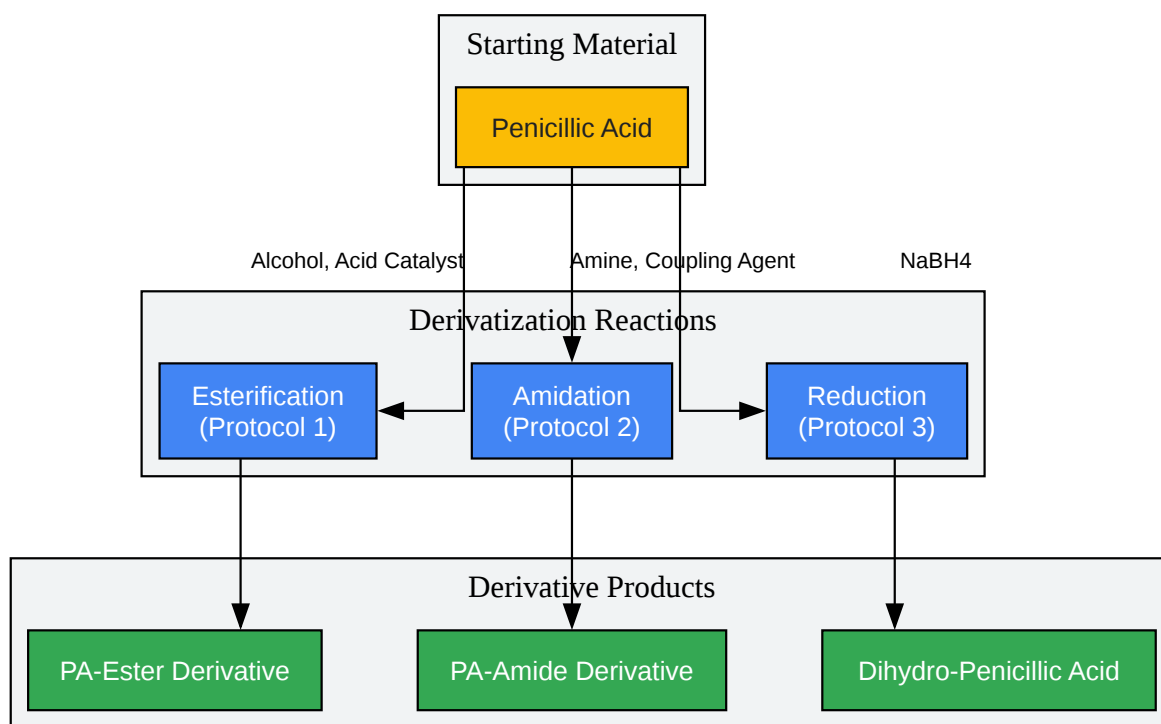 Starting Material
Penicillic Acid
Alcohol, Acid Catalyst
Amine, Coupling Agent
NaBH4
Derivatization Reactions
Esterification
(Protocol 1)
Amidation
(Protocol 2)
Reduction
(Protocol 3)
Derivative Products
PA-Ester Derivative
PA-Amide Derivative
Dihydro-Penicillic Acid